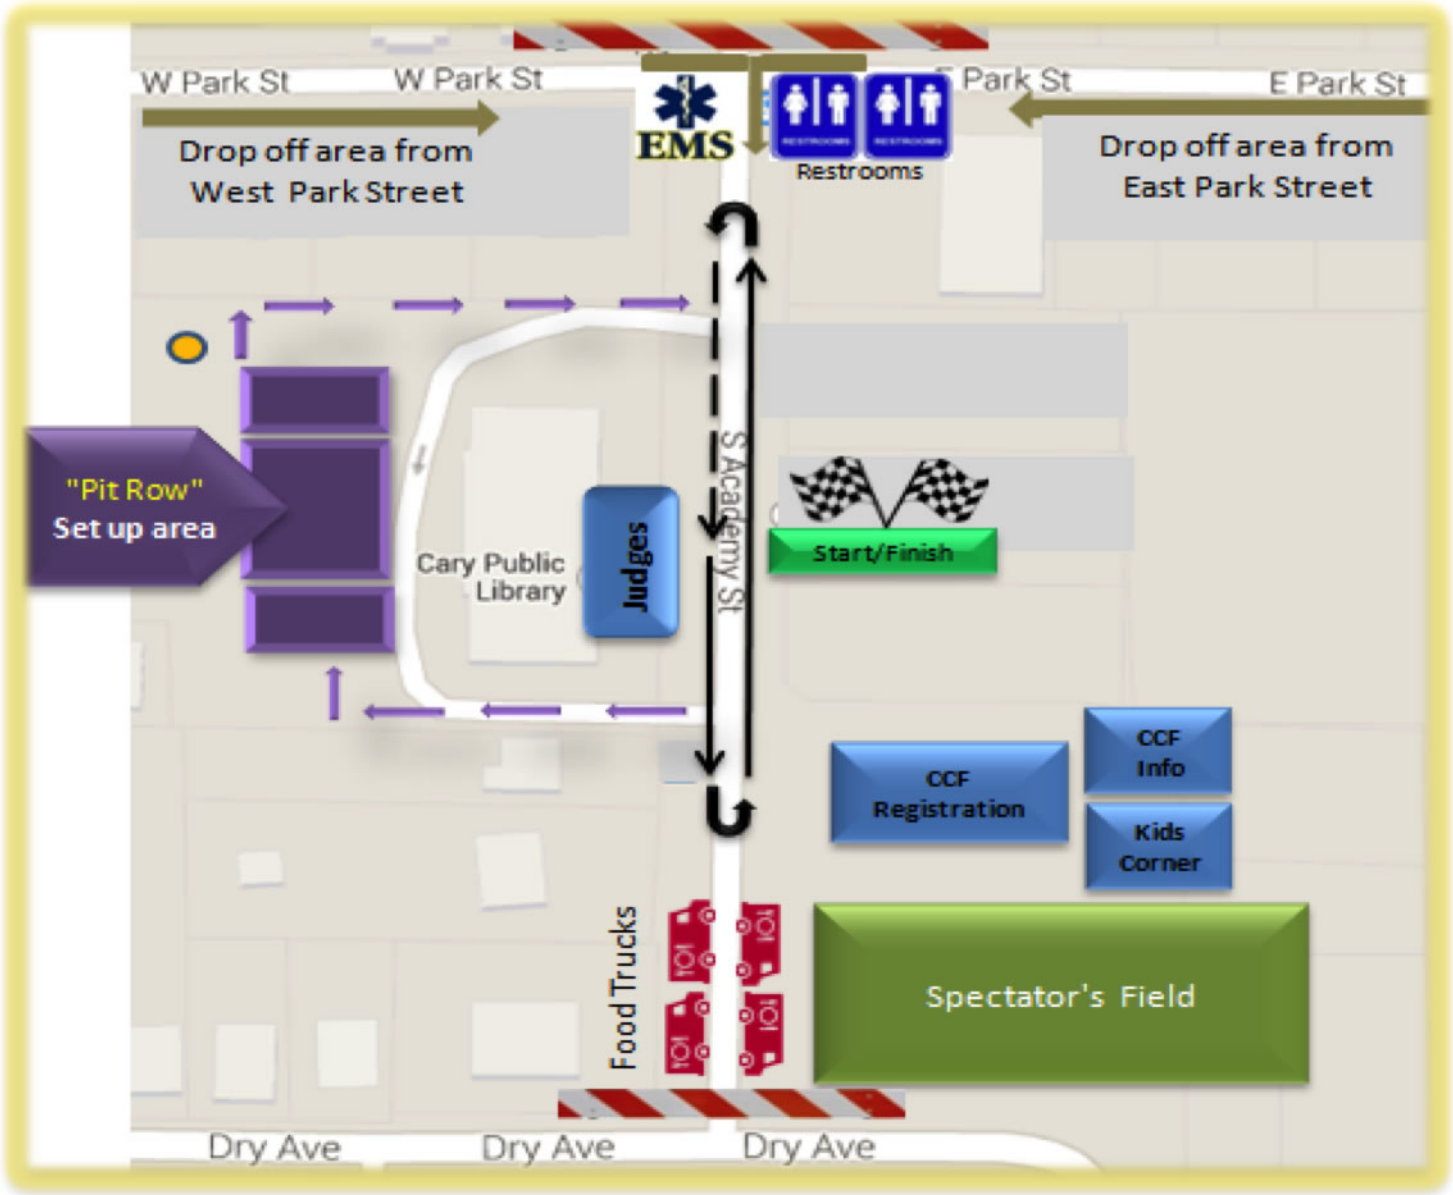 W Park St
W Park St
Park St
E Park St
Drop off area from
West Park Street
EMS
RESTROOMS
RESTROOMS
Restrooms
Drop off area from
East Park Street
"Pit Row"
Set up area
Cary Public
Library
Judges
S Academy St
Start/Finish
CCF
Registration
CCF
Info
Kids
Corner
Food Trucks
Spectator's Field
Dry Ave
Dry Ave
Dry Ave